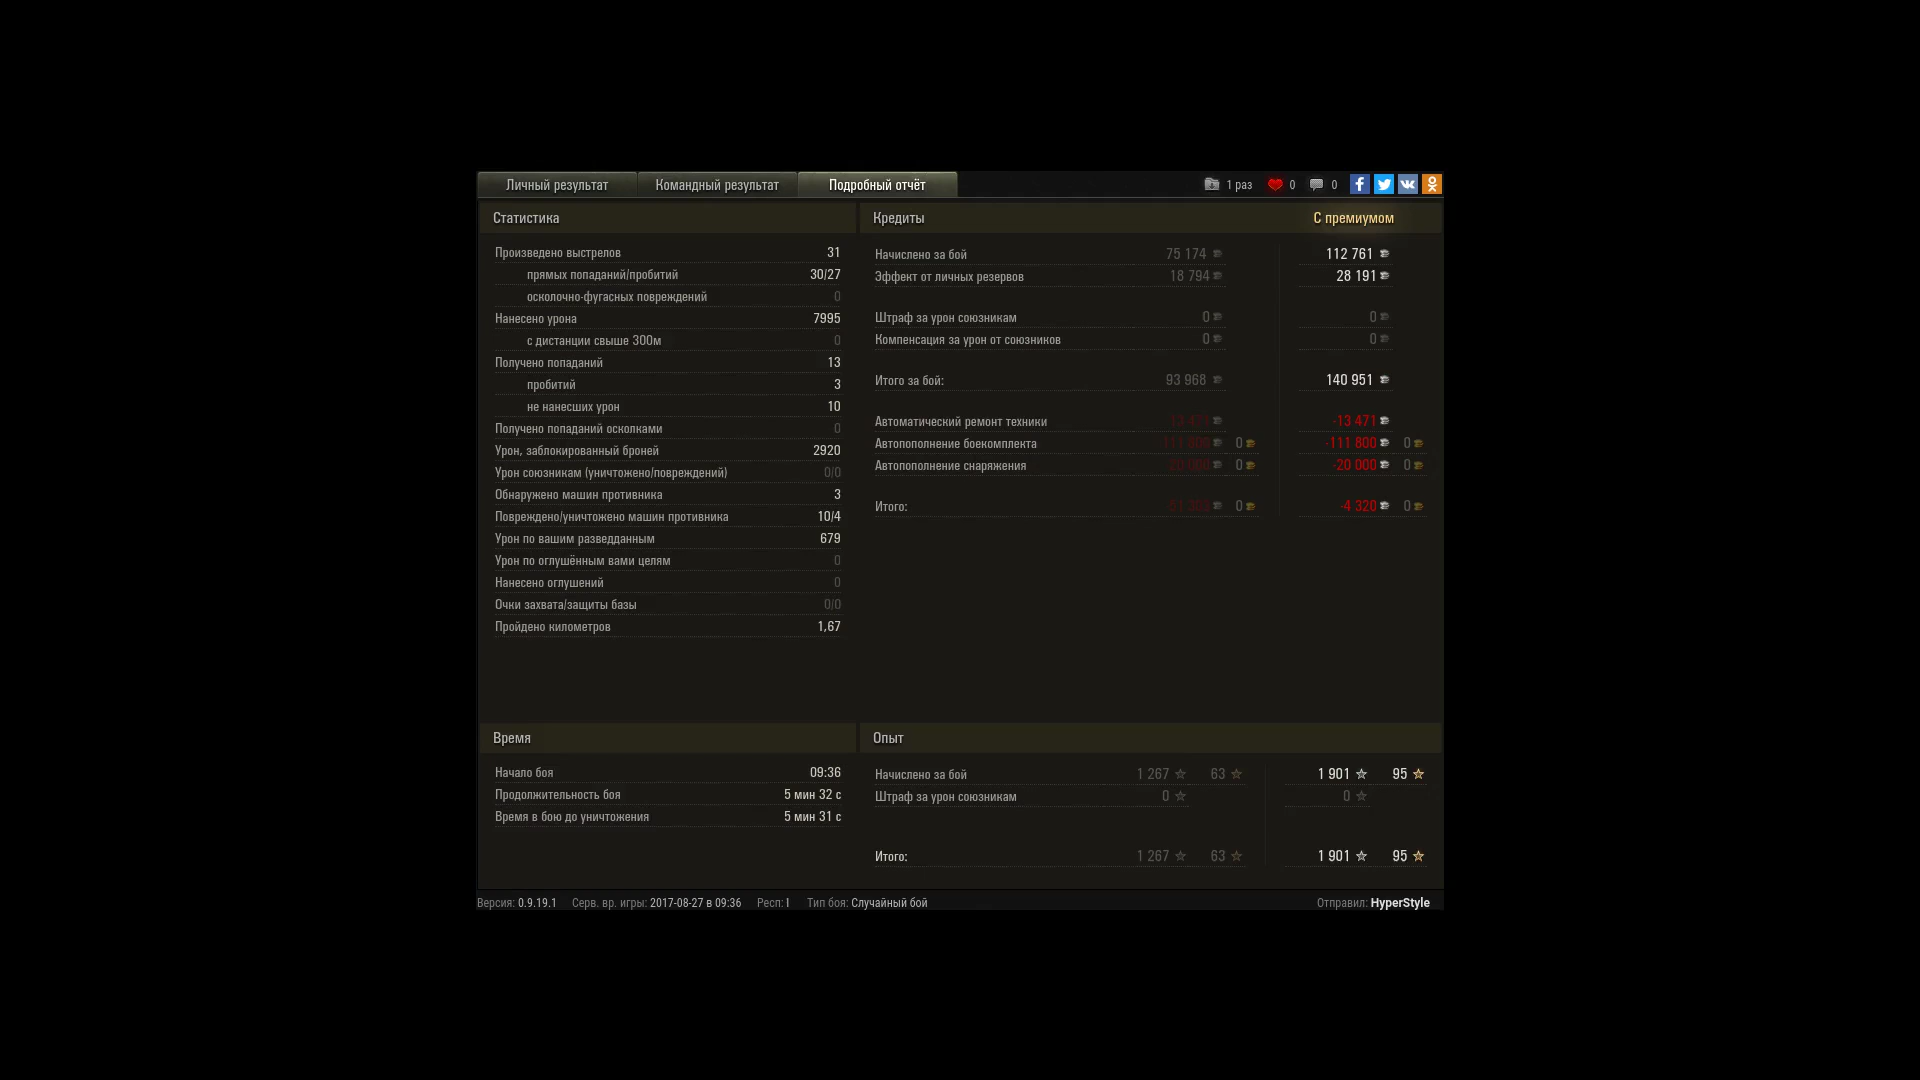 Личный результат Командный результат Подробный отчёт 1 раз 0 0
Статистика
Произведено выстрелов 31
прямых попаданий/пробитий 30/27
осколочно-фугасных повреждений 0
Нанесено урона 7995
с дистанции свыше 300м 0
Получено попаданий 13
пробитий 3
не нанесших урон 10
Получено попаданий осколками 0
Урон, заблокированный броней 2920
Урон союзникам (уничтожено/повреждений) 0/0
Обнаружено машин противника 3
Повреждено/уничтожено машин противника 10/4
Урон по вашим разведданным 679
Урон по оглушённым вами целям 0
Нанесено оглушений 0
Очки захвата/защиты базы 0/0
Пройдено километров 1,67
Кредиты С премиумом
Начислено за бой 75 174 112 761
Эффект от личных резервов 18 794 28 191
Штраф за урон союзникам 0 0
Компенсация за урон от союзников 0 0
Итого за бой: 93 968 140 951
Автоматический ремонт техники -13 471
Автопополнение боекомплекта 0 -111 800 0
Автопополнение снаряжения 0 -20 000 0
Итого: 0 -4 320 0
Время
Начало боя 09:36
Продолжительность боя 5 мин 32 с
Время в бою до уничтожения 5 мин 31 с
Опыт
Начислено за бой 1 267 63 1 901 95
Штраф за урон союзникам 0 0
Итого: 1 267 63 1 901 95
Версия: 0.9.19.1 Серв. вр. игры: 2017-08-27 в 09:36 Респ: I Тип боя: Случайный бой Отправил: HyperStyle